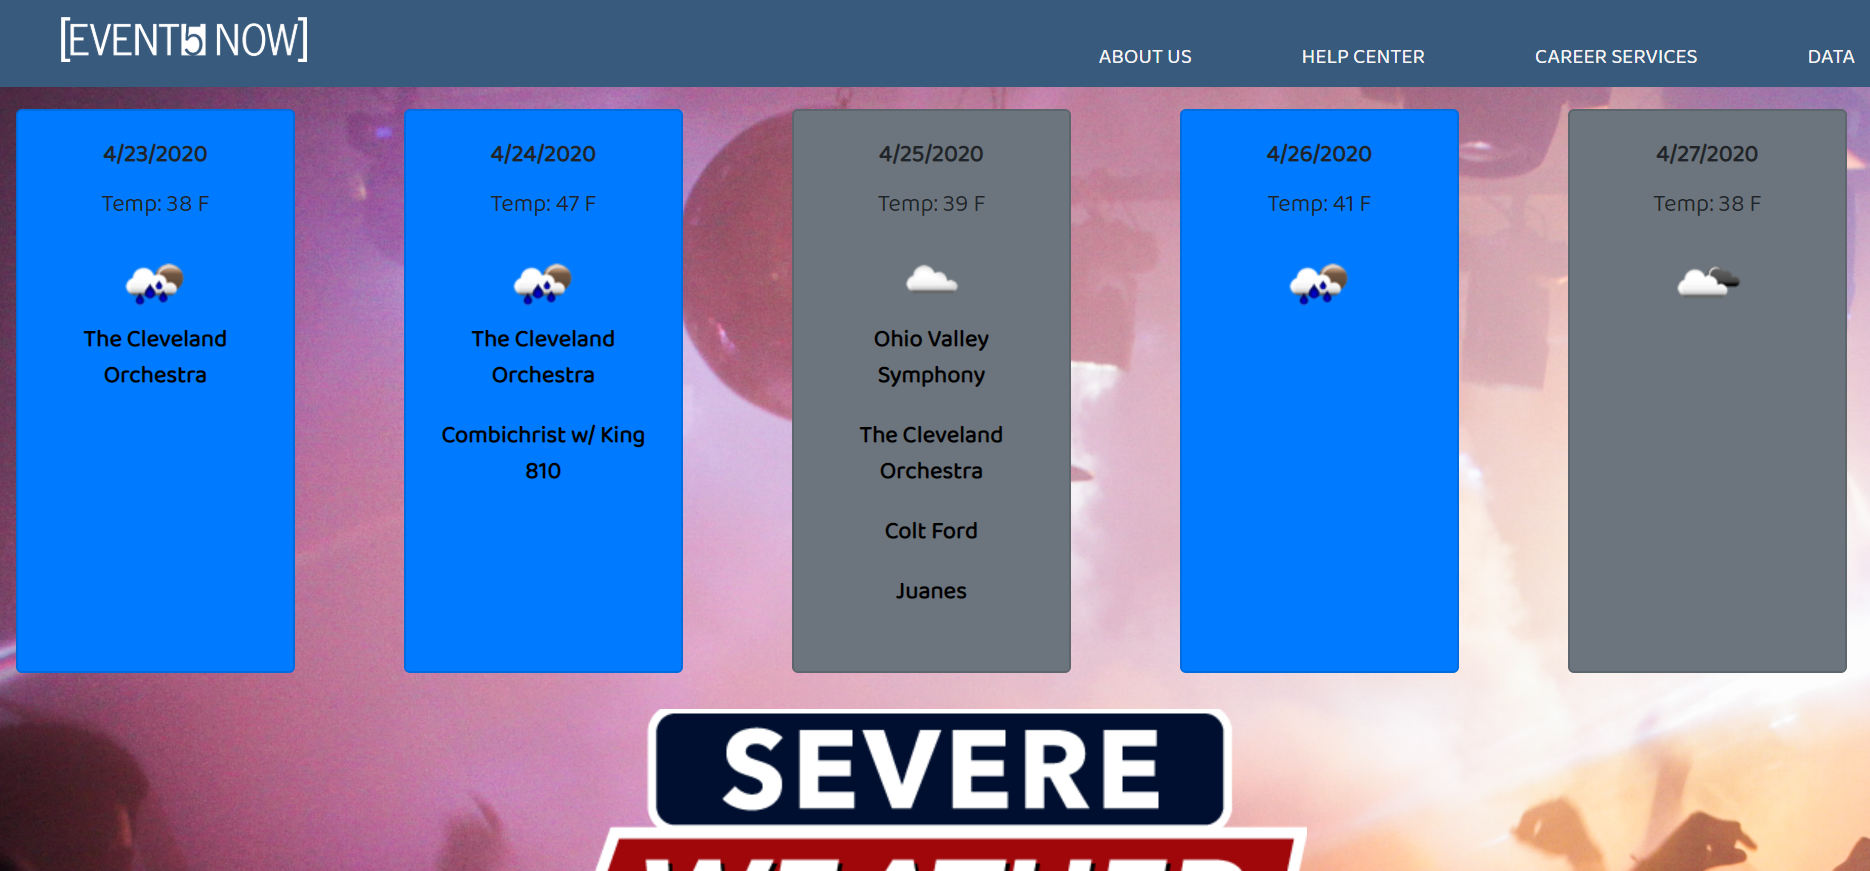 [EVENT5 NOW]
ABOUT US
HELP CENTER
CAREER SERVICES
DATA
4/23/2020
Temp: 38 F
The Cleveland
Orchestra
4/24/2020
Temp: 47 F
The Cleveland
Orchestra
Combichrist w/ King
810
4/25/2020
Temp: 39 F
Ohio Valley
Symphony
The Cleveland
Orchestra
Colt Ford
Juanes
4/26/2020
Temp: 41 F
4/27/2020
Temp: 38 F
SEVERE
WEATHER